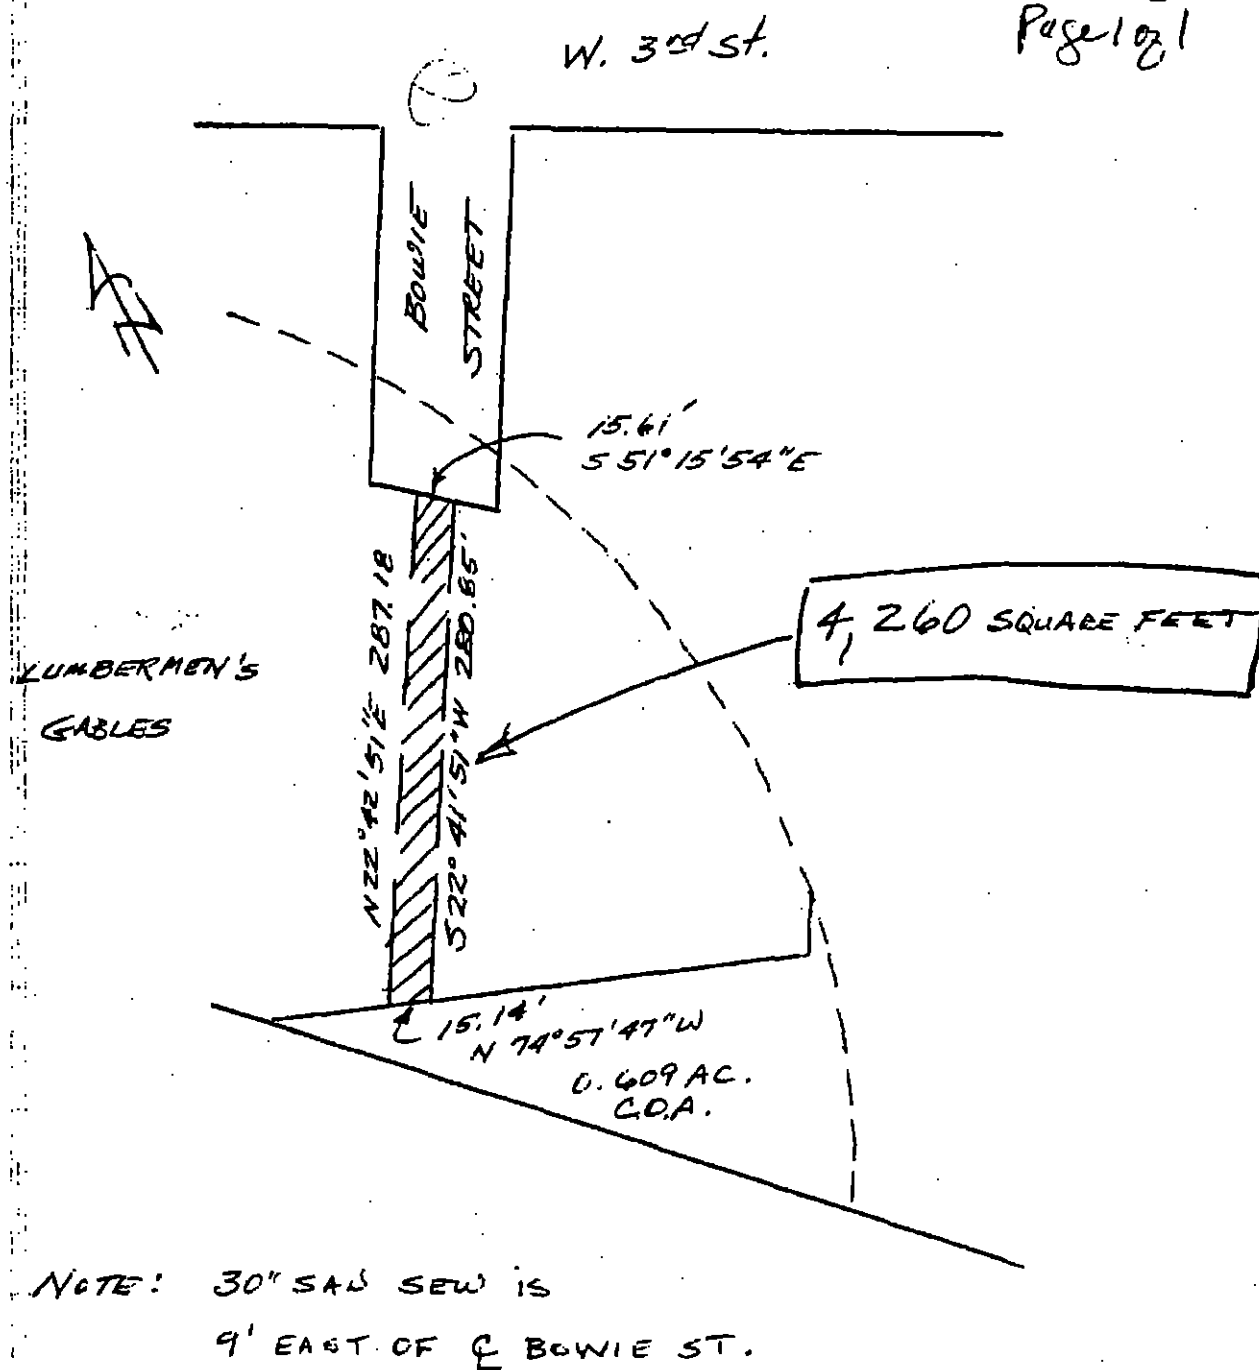 Page 1 of 1
W. 3rd St.
BOWIE
STREET
15.61'
S 51° 15' 54" E
4,260 SQUARE FEET
N 22° 42' 51" E 287.18
S 22° 41' 51" W 280.85'
LUMBERMEN'S
GABLES
℄ 15.14'
N 74° 57' 47" W
0.609 AC.
C.O.A.
NOTE: 30" SAN SEW is
9' EAST OF ℄ BOWIE ST.